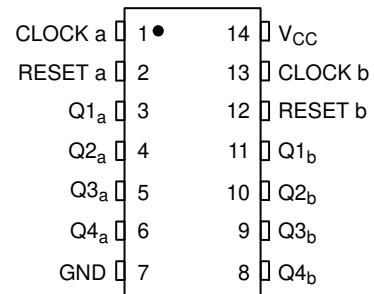 CLOCK a 1 14 VCC
RESET a 2 13 CLOCK b
Q1a 3 12 RESET b
Q2a 4 11 Q1b
Q3a 5 10 Q2b
Q4a 6 9 Q3b
GND 7 8 Q4b